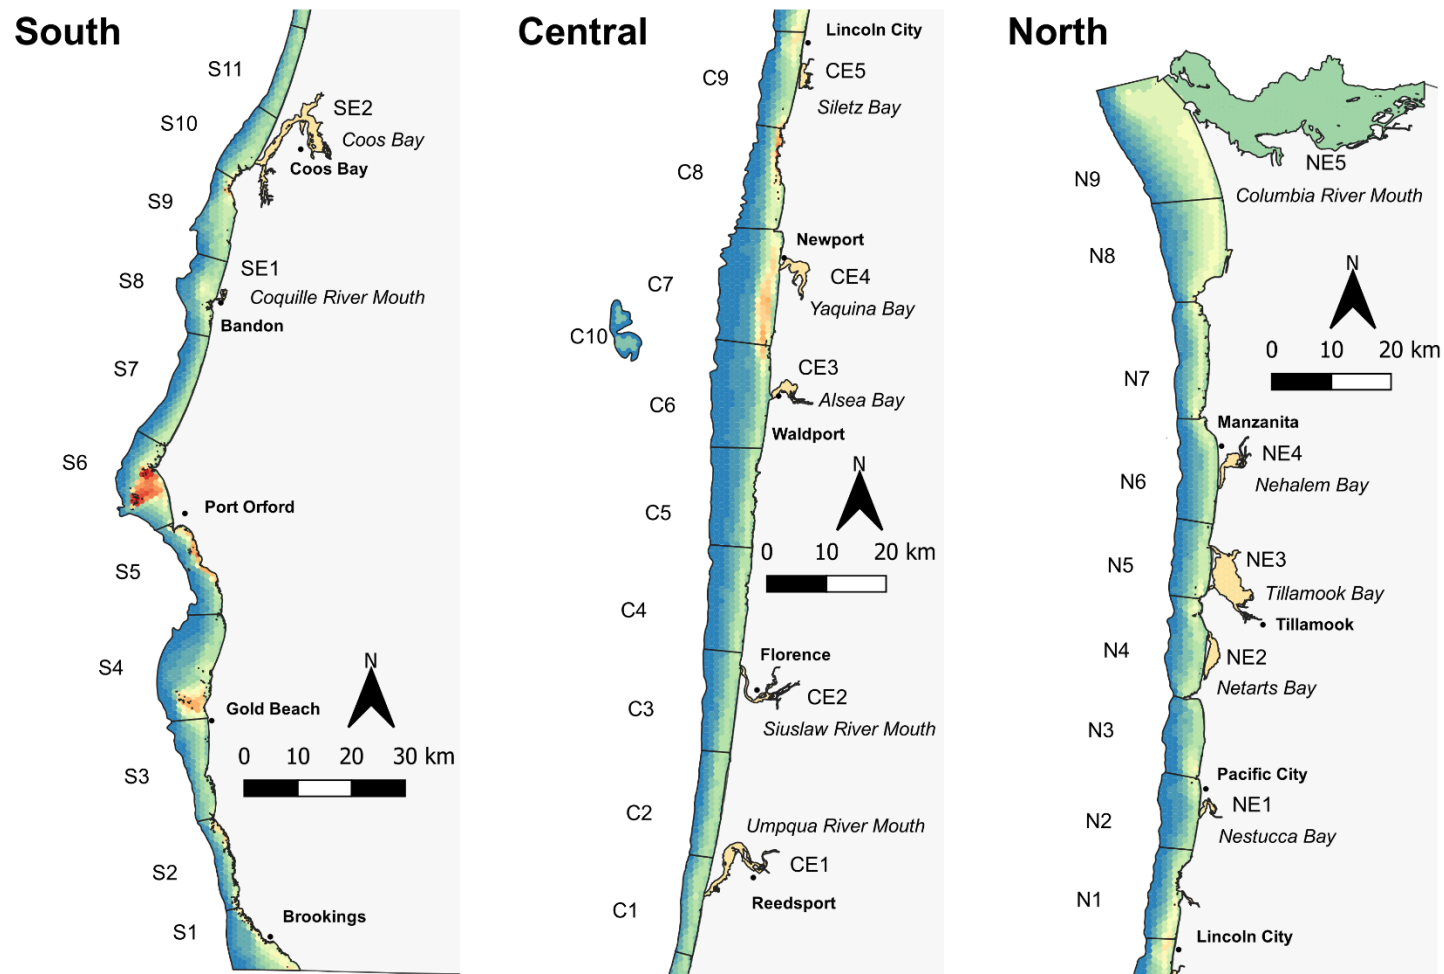 South
S11
S10
SE2
Coos Bay
Coos Bay
S9
SE1
S8
Coquille River Mouth
Bandon
S7
S6
Port Orford
S5
S4
N
Gold Beach
0 10 20 30 km
S3
S2
Brookings
S1
Central
Lincoln City
C9
CE5
Siletz Bay
C8
Newport
C7
CE4
Yaquina Bay
C10
CE3
Alsea Bay
C6
Waldport
N
C5
0 10 20 km
C4
Florence
CE2
C3
Siuslaw River Mouth
C2
Umpqua River Mouth
CE1
Reedsport
C1
North
NE5
N9
Columbia River Mouth
N8
N
0 10 20 km
N7
Manzanita
NE4
N6
Nehalem Bay
NE3
N5
Tillamook Bay
Tillamook
N4
NE2
Netarts Bay
N3
Pacific City
NE1
N2
Nestucca Bay
N1
Lincoln City